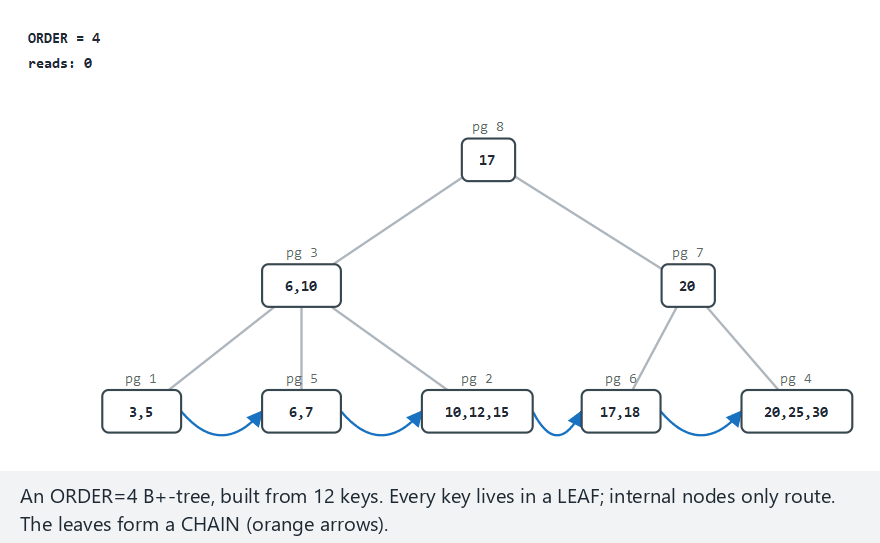 ORDER = 4
reads: 0
pg 8
17
pg 3
pg 7
6,10
20
pg 1
pg 5
pg 2
pg 6
pg 4
3,5
6,7
10,12,15
17,18
20,25,30
An ORDER=4 B+-tree, built from 12 keys. Every key lives in a LEAF; internal nodes only route.
The leaves form a CHAIN (orange arrows).